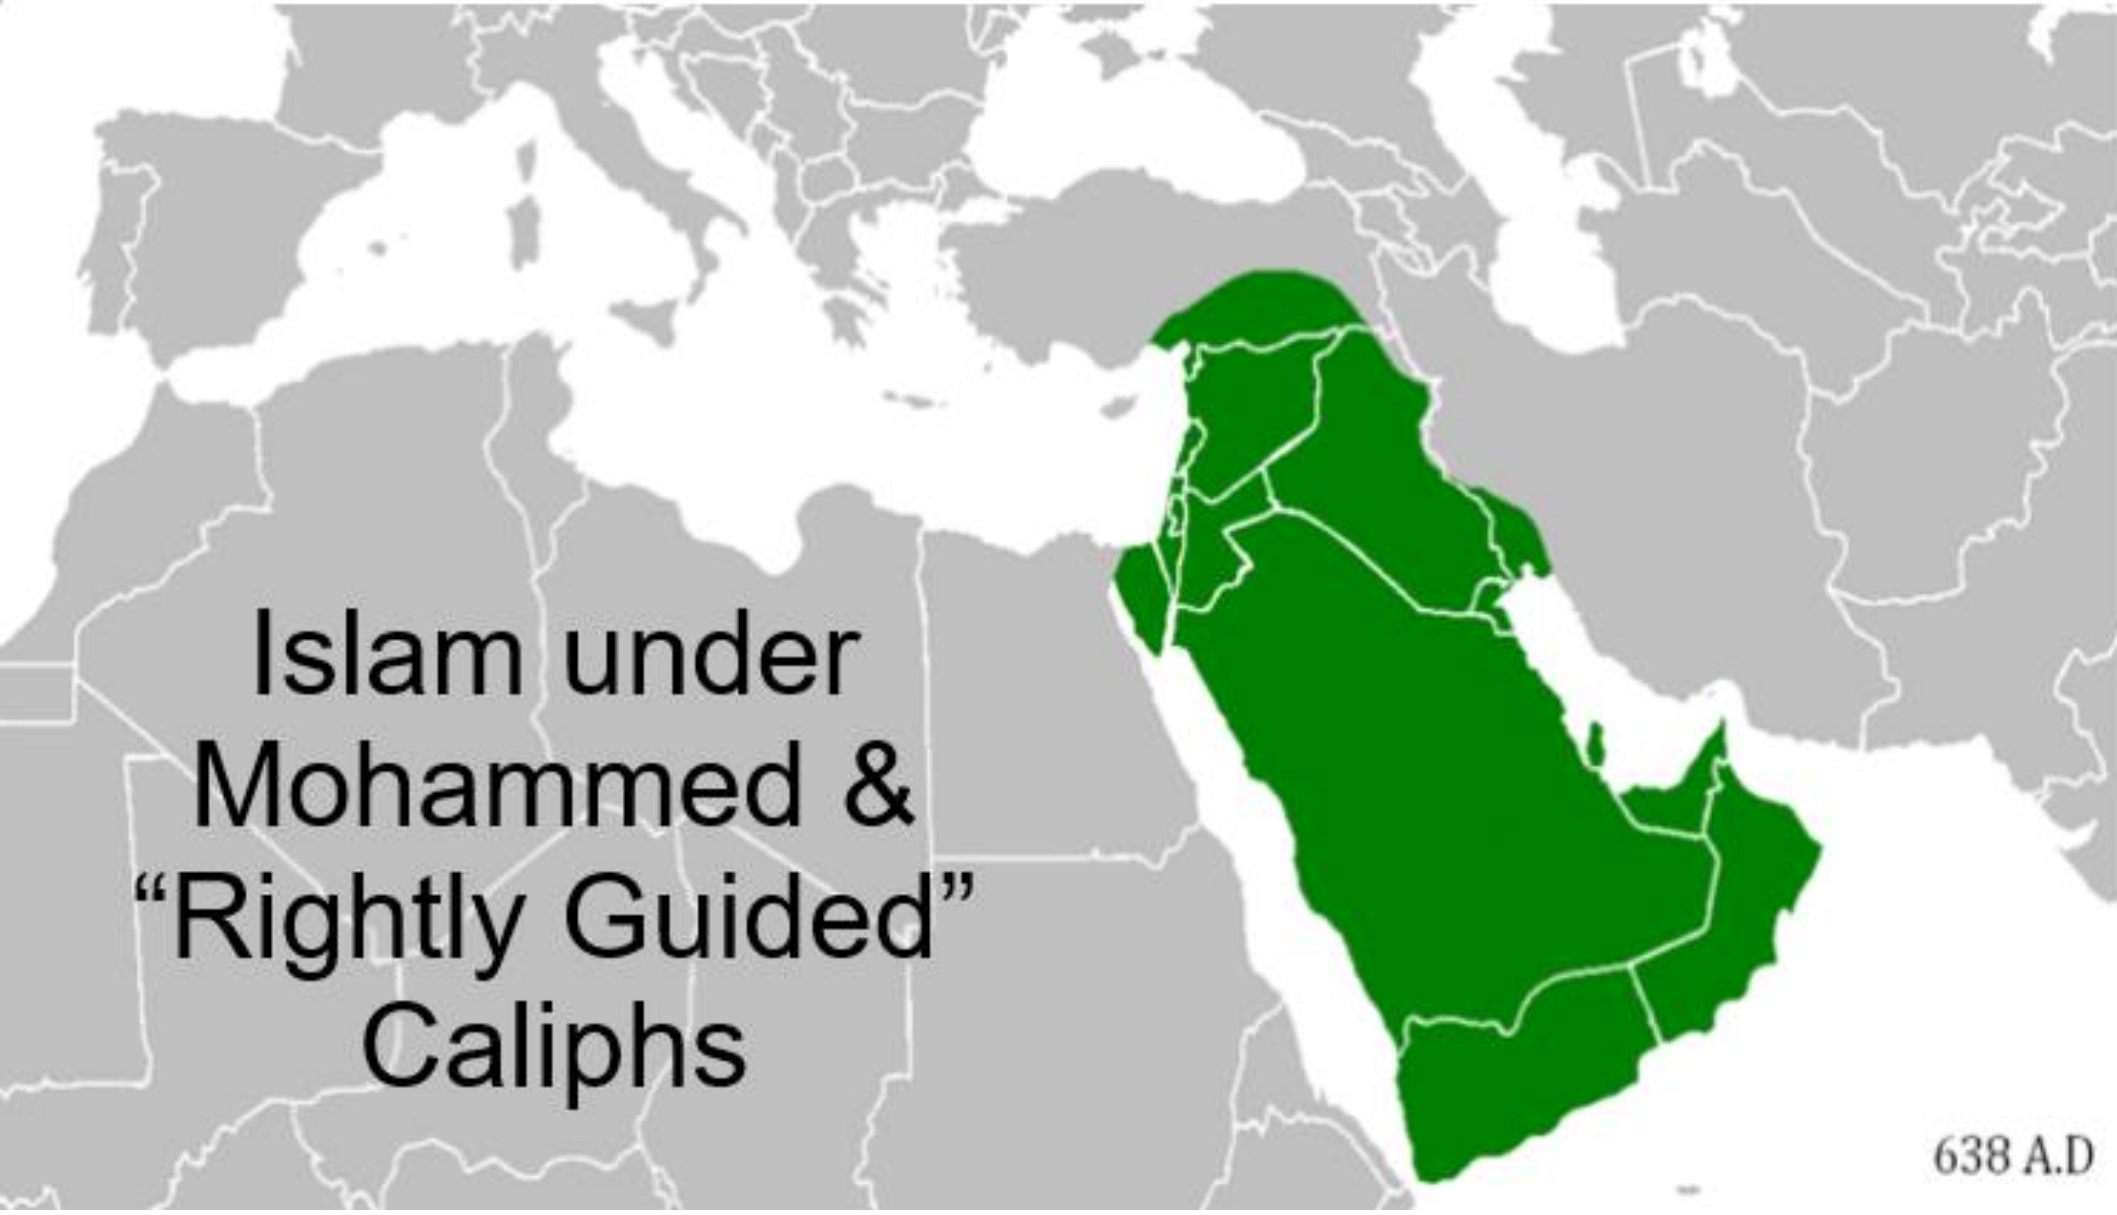 Islam under
Mohammed &
“Rightly Guided”
Caliphs
638 A.D